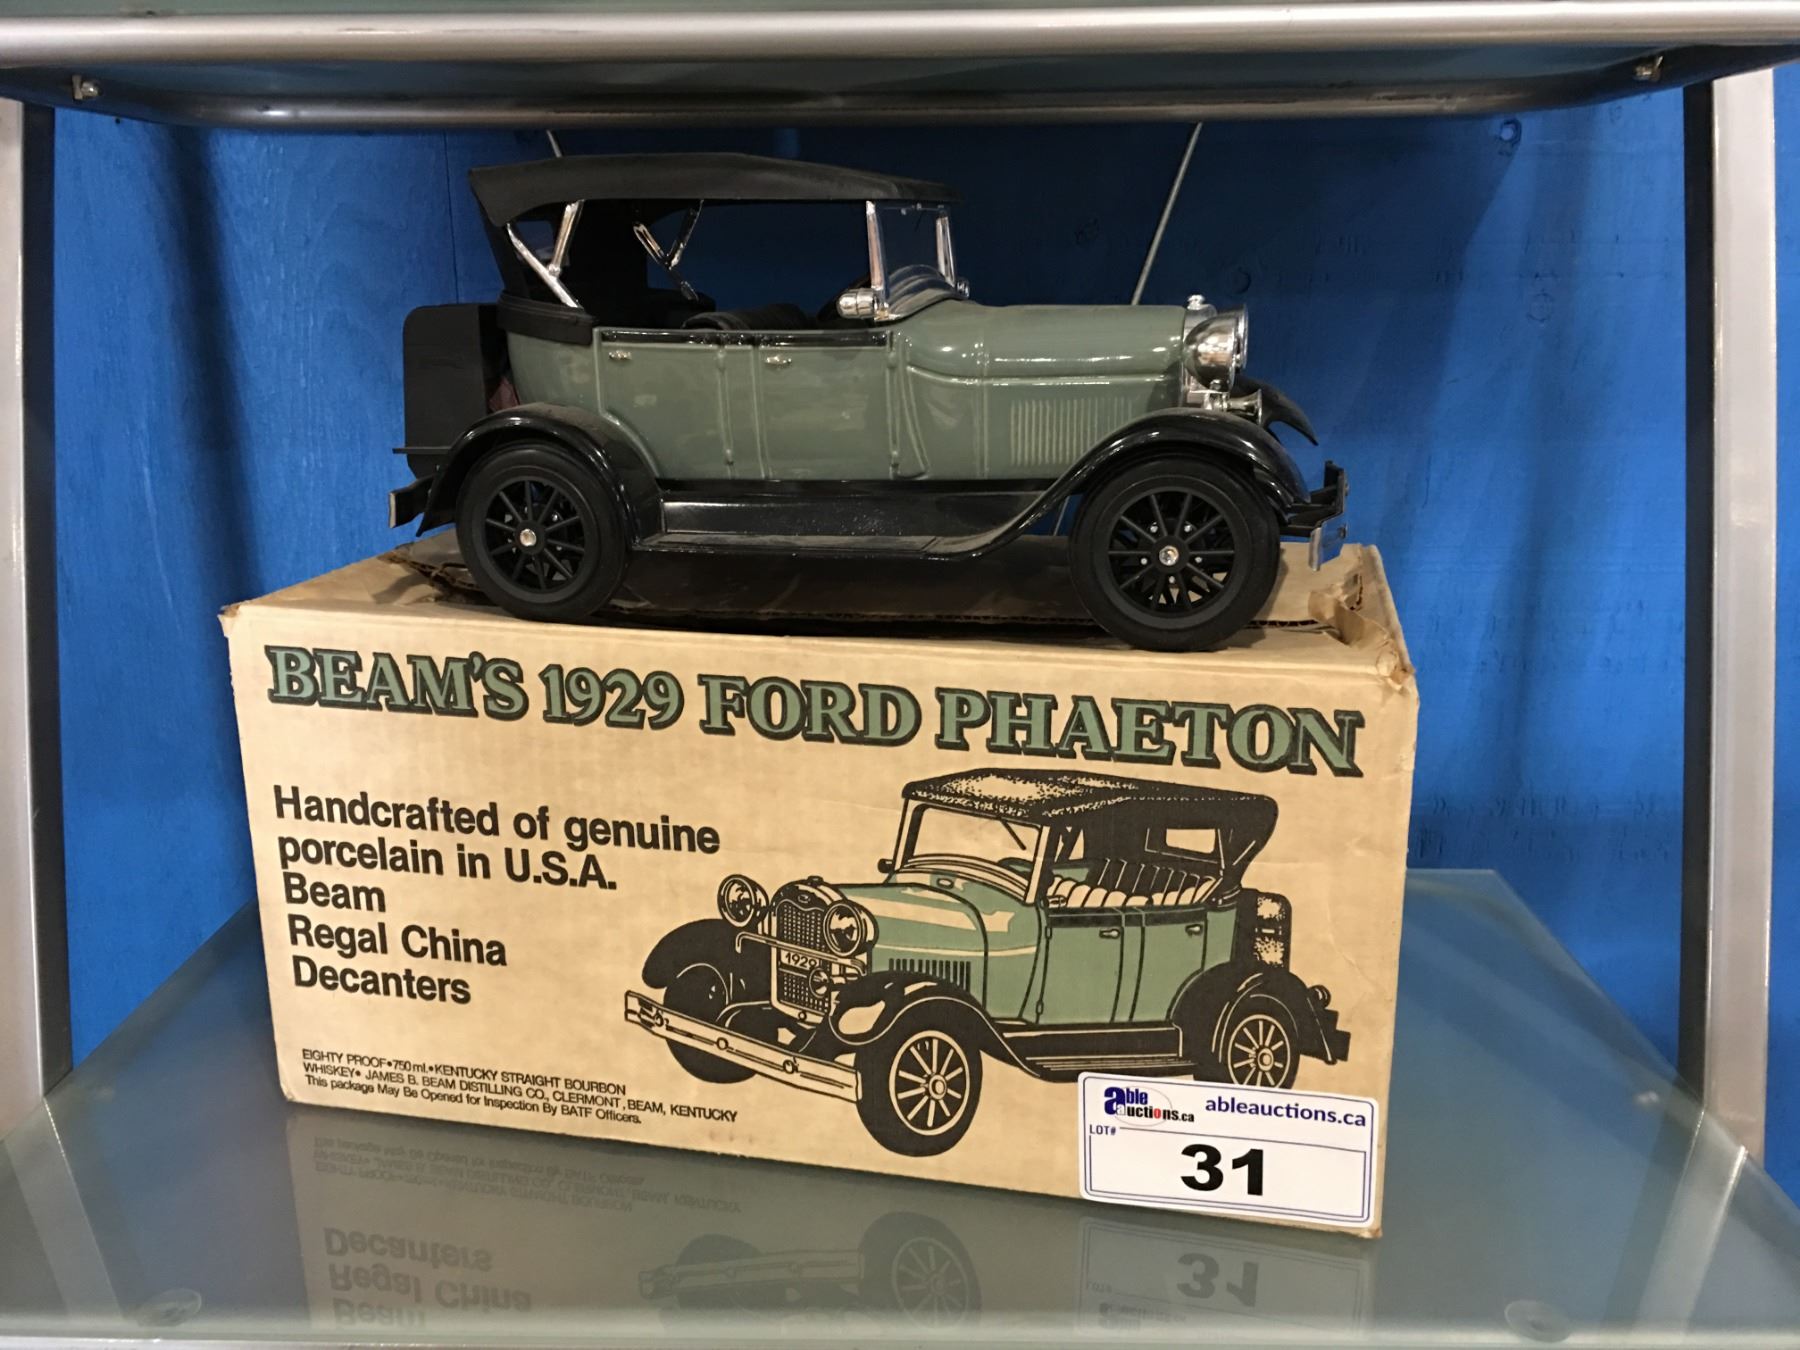 BEAM'S 1929 FORD PHAETON
Handcrafted of genuine
porcelain in U.S.A.
Beam
Regal China
Decanters
1929
EIGHTY PROOF•750 ml.•KENTUCKY STRAIGHT BOURBON
WHISKEY• JAMES B. BEAM DISTILLING CO., CLERMONT, BEAM, KENTUCKY
This package May Be Opened for Inspection By BATF Officers.
able auctions.ca
ableauctions.ca
LOT#
31